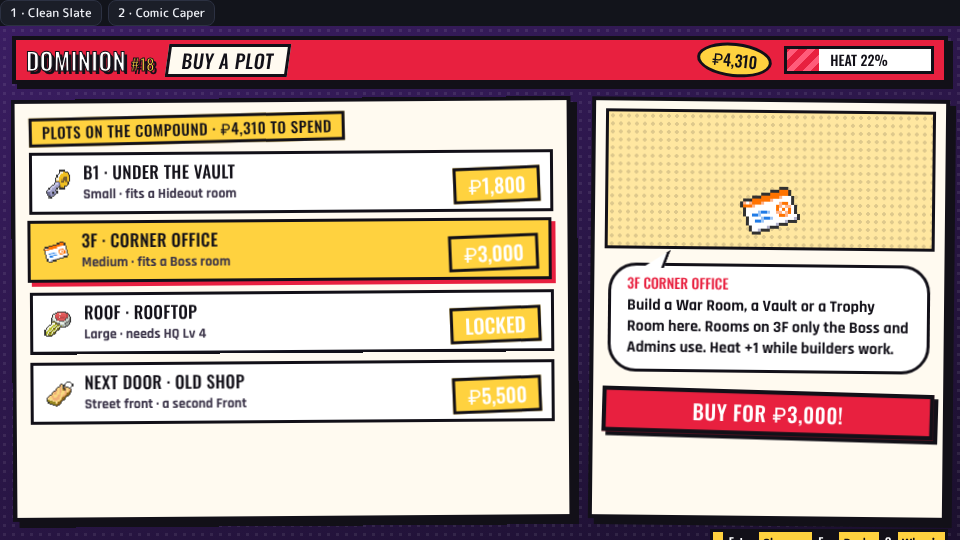 1 · Clean Slate
2 · Comic Caper
DOMINION #18
BUY A PLOT
₽4,310
HEAT 22%
PLOTS ON THE COMPOUND · ₽4,310 TO SPEND
B1 · UNDER THE VAULT
Small · fits a Hideout room
₽1,800
3F · CORNER OFFICE
Medium · fits a Boss room
₽3,000
ROOF · ROOFTOP
Large · needs HQ Lv 4
LOCKED
NEXT DOOR · OLD SHOP
Street front · a second Front
₽5,500
3F CORNER OFFICE
Build a War Room, a Vault or a Trophy
Room here. Rooms on 3F only the Boss and
Admins use. Heat +1 while builders work.
BUY FOR ₽3,000!